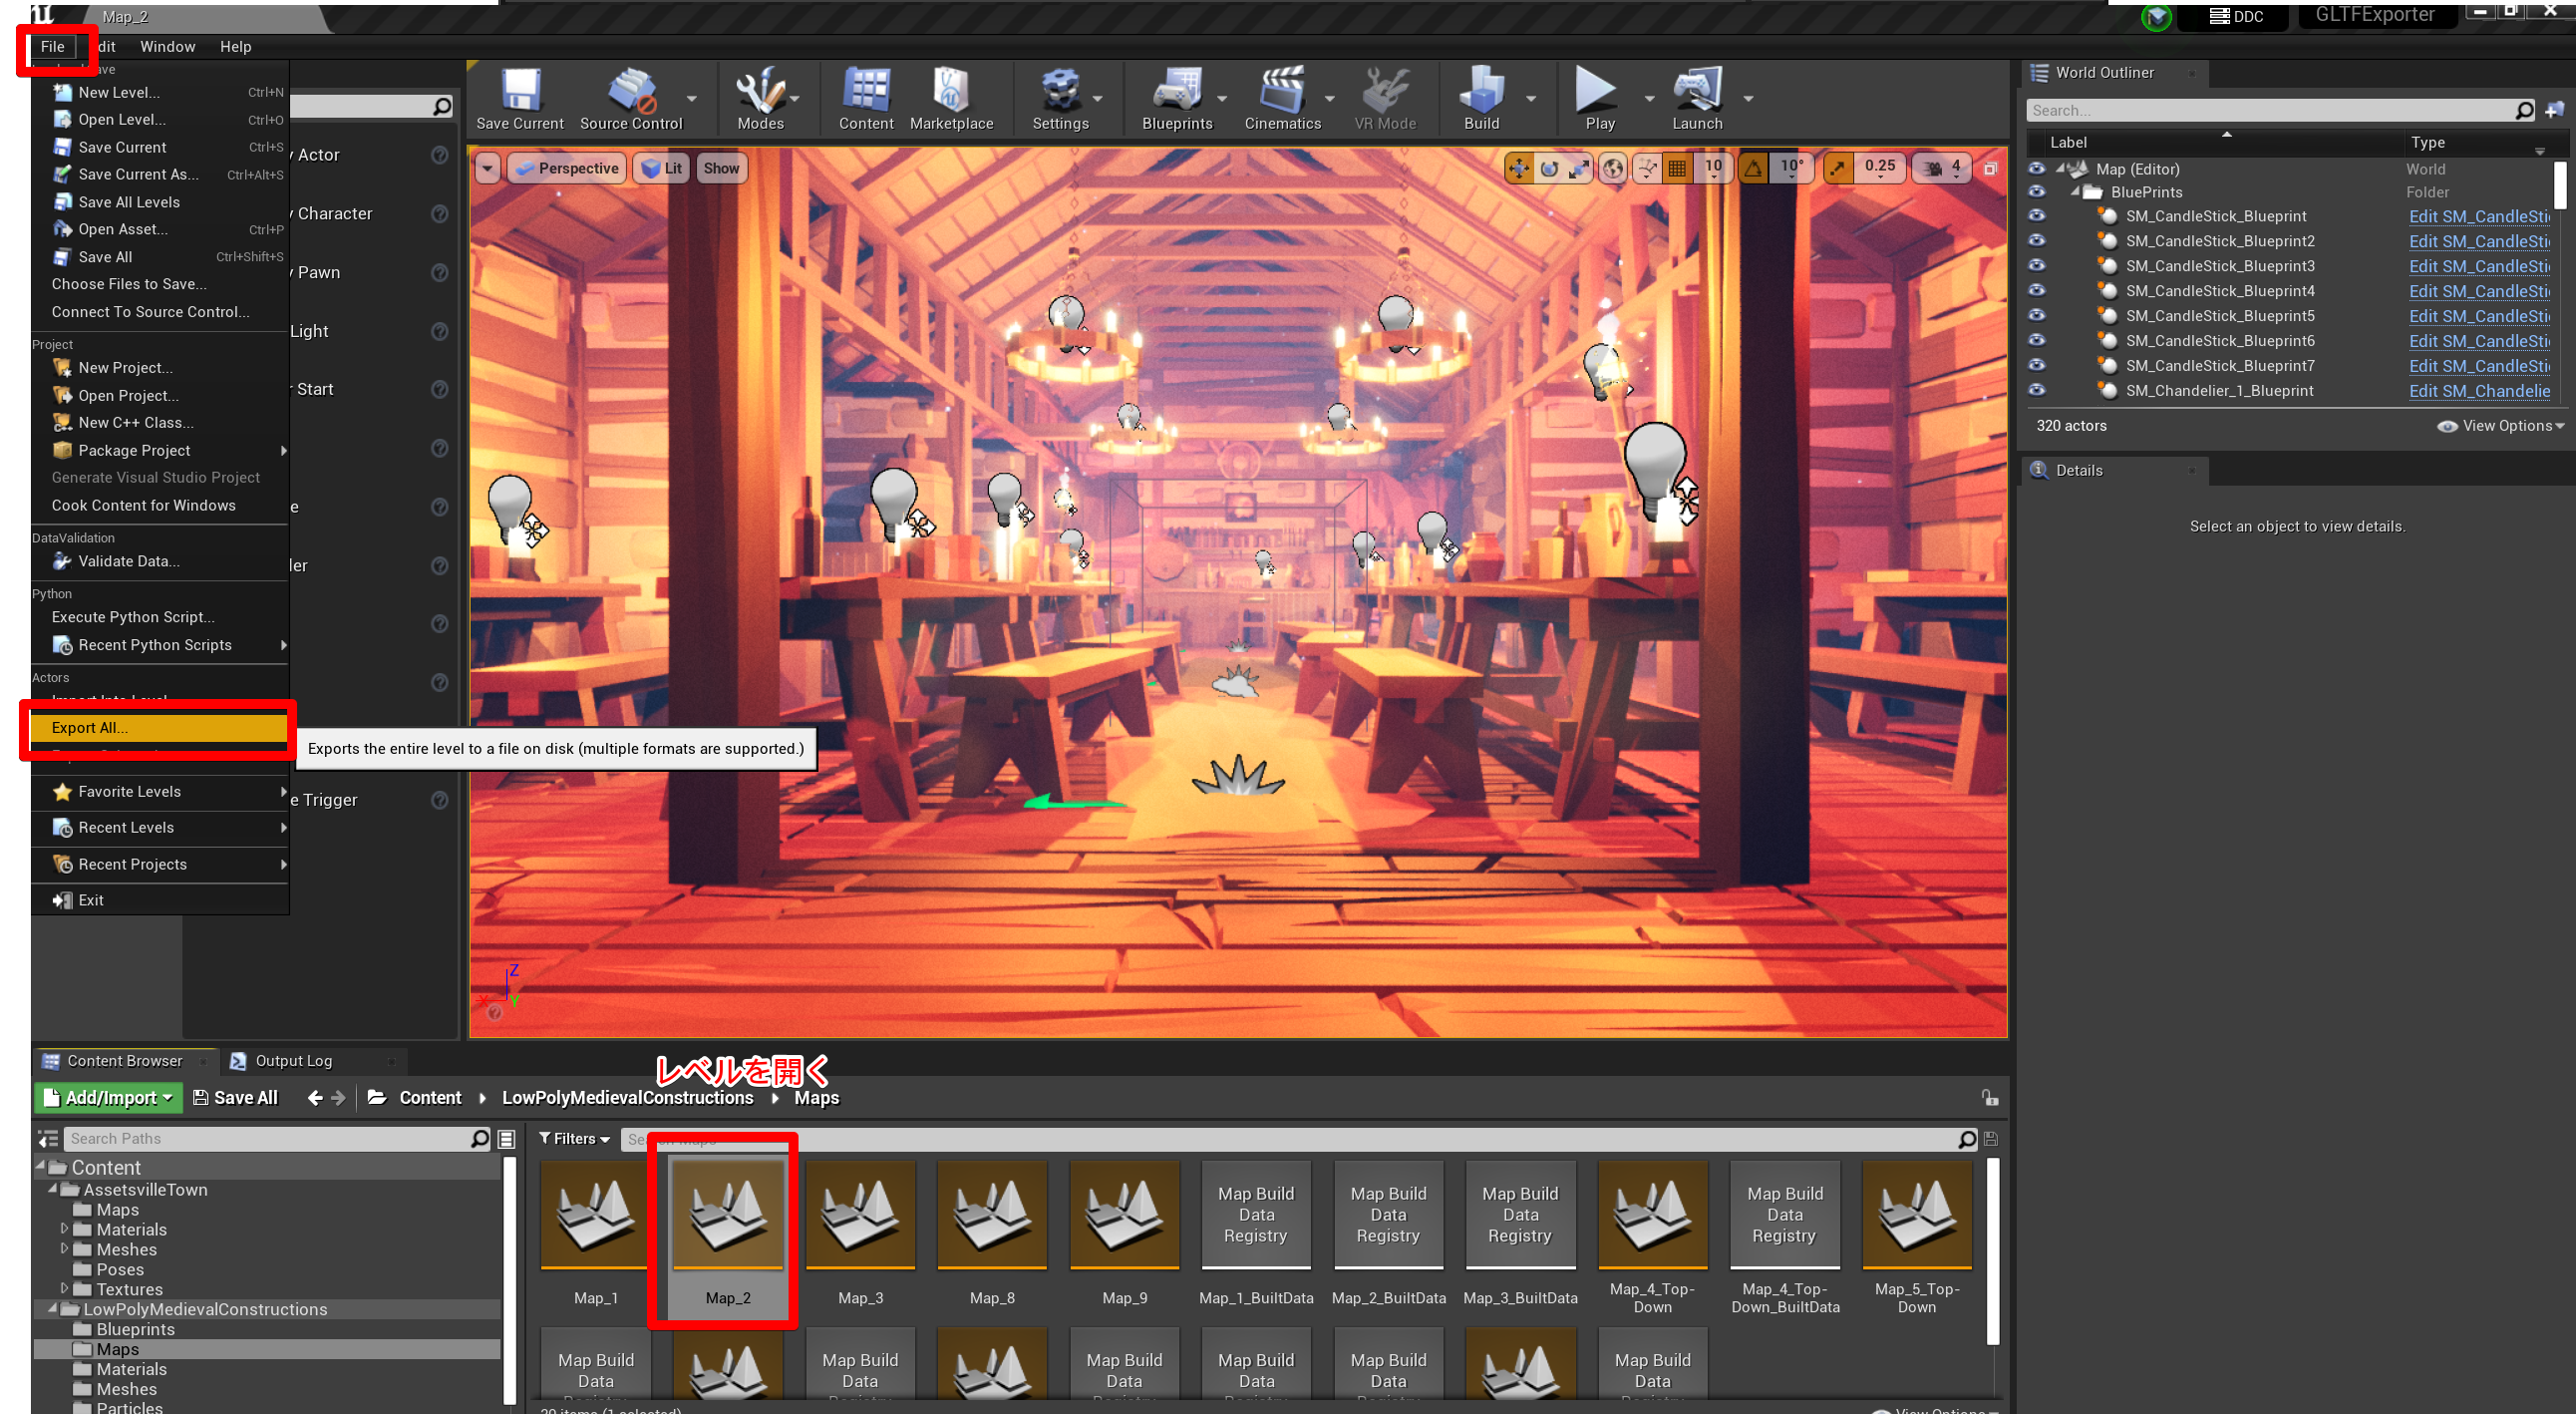 Map_2
DDC
GLTFExporter
File
Edit
Window
Help
New Level... Ctrl+N
Open Level... Ctrl+O
Save Current Ctrl+S
Save Current As... Ctrl+Alt+S
Save All Levels
Open Asset... Ctrl+P
Save All Ctrl+Shift+S
Choose Files to Save...
Connect To Source Control...
Project
New Project...
Open Project...
New C++ Class...
Package Project
Generate Visual Studio Project
Cook Content for Windows
DataValidation
Validate Data...
Python
Execute Python Script...
Recent Python Scripts
Actors
Import Into Level
Export All...
Exports the entire level to a file on disk (multiple formats are supported.)
Favorite Levels
Recent Levels
Recent Projects
Exit
Actor
Character
Pawn
Light
Start
Trigger
Save Current
Source Control
Modes
Content
Marketplace
Settings
Blueprints
Cinematics
VR Mode
Build
Play
Launch
Perspective
Lit
Show
10
10°
0.25
4
Z
X
Y
World Outliner
Search...
Label Type
Map (Editor) World
BluePrints Folder
SM_CandleStick_Blueprint Edit SM_CandleSti
SM_CandleStick_Blueprint2 Edit SM_CandleSti
SM_CandleStick_Blueprint3 Edit SM_CandleSti
SM_CandleStick_Blueprint4 Edit SM_CandleSti
SM_CandleStick_Blueprint5 Edit SM_CandleSti
SM_CandleStick_Blueprint6 Edit SM_CandleSti
SM_CandleStick_Blueprint7 Edit SM_CandleSti
SM_Chandelier_1_Blueprint Edit SM_Chandelie
320 actors
View Options
Details
Select an object to view details.
Content Browser
Output Log
レベルを開く
Add/Import
Save All
Content
LowPolyMedievalConstructions
Maps
Search Paths
Filters
Content
AssetsvilleTown
Maps
Materials
Meshes
Poses
Textures
LowPolyMedievalConstructions
Blueprints
Maps
Materials
Meshes
Particles
Map Build
Data
Registry
Map Build
Data
Registry
Map Build
Data
Registry
Map Build
Data
Registry
Map_1
Map_2
Map_3
Map_8
Map_9
Map_1_BuiltData
Map_2_BuiltData
Map_3_BuiltData
Map_4_Top-
Down
Map_4_Top-
Down_BuiltData
Map_5_Top-
Down
Map Build
Data
Map Build
Data
Map Build
Data
Map Build
Data
Map Build
Data
Map Build
Data
View Options